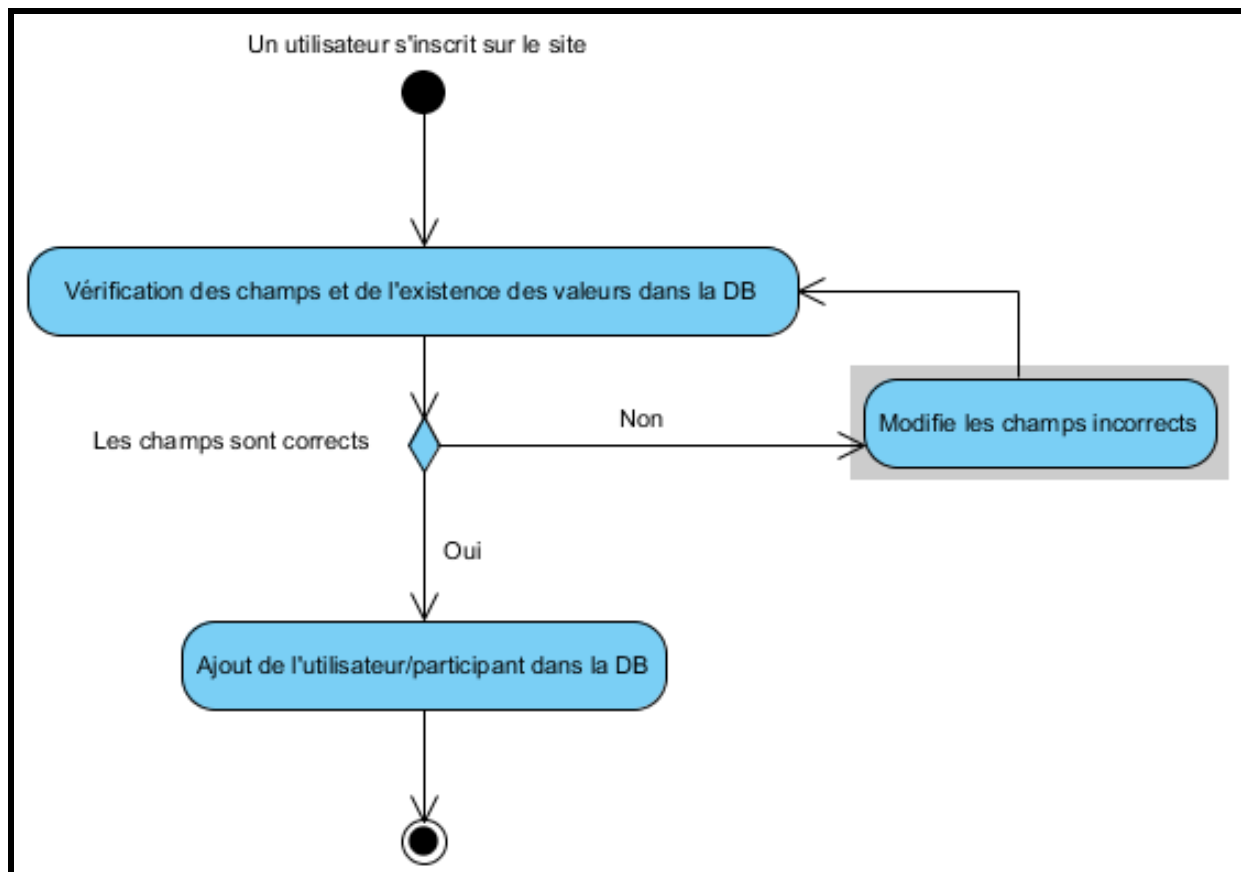 Un utilisateur s'inscrit sur le site
Vérification des champs et de l'existence des valeurs dans la DB
Non
Modifie les champs incorrects
Les champs sont corrects
Oui
Ajout de l'utilisateur/participant dans la DB